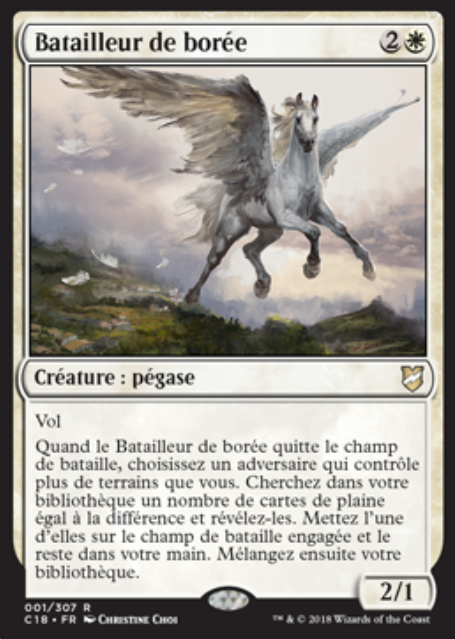 Batailleur de borée 2
Créature : pégase
Vol
Quand le Batailleur de borée quitte le champ
de bataille, choisissez un adversaire qui contrôle
plus de terrains que vous. Cherchez dans votre
bibliothèque un nombre de cartes de plaine
égal à la différence et révélez-les. Mettez l'une
d'elles sur le champ de bataille engagée et le
reste dans votre main. Mélangez ensuite votre
bibliothèque.
2/1
001/307 R
C18 • FR Christine Choi
™ & © 2018 Wizards of the Coast